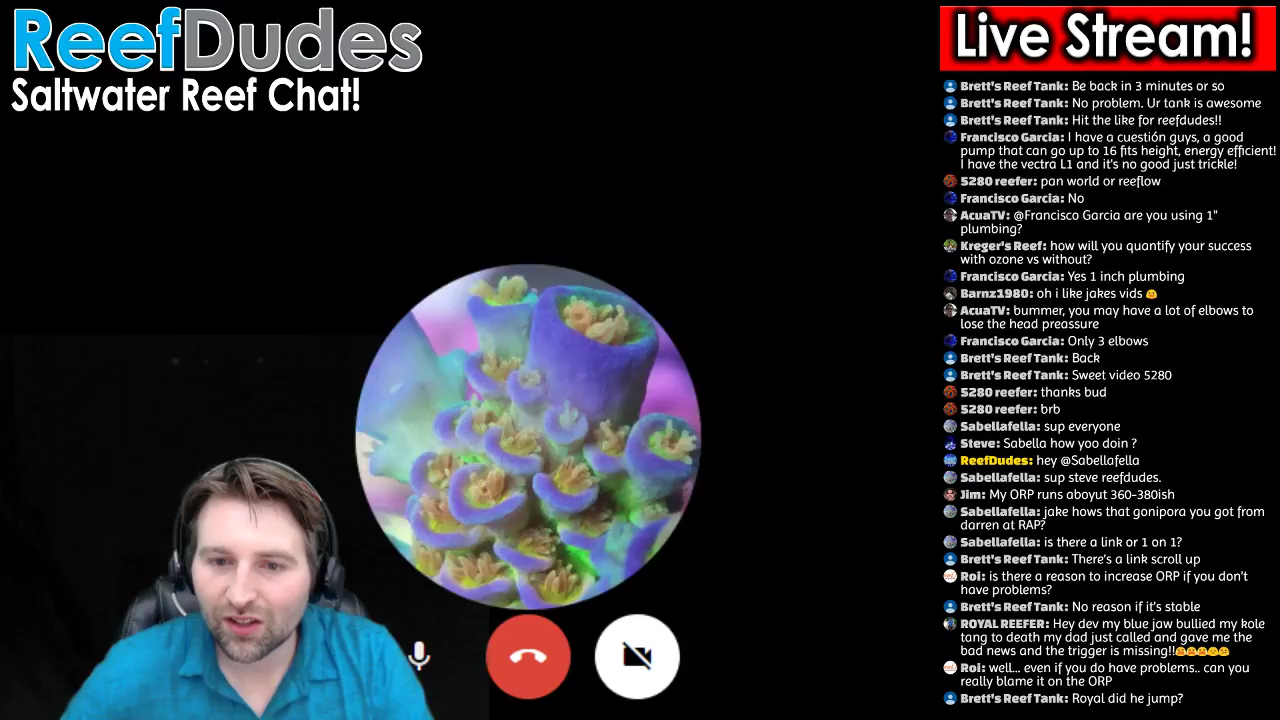 ReefDudes
Saltwater Reef Chat!
Live Stream!
Brett's Reef Tank: Be back in 3 minutes or so
Brett's Reef Tank: No problem. Ur tank is awesome
Brett's Reef Tank: Hit the like for reefdudes!!
Francisco Garcia: I have a cuestión guys, a good
pump that can go up to 16 fits height, energy efficient!
I have the vectra L1 and it's no good just trickle!
5280 reefer: pan world or reeflow
Francisco Garcia: No
AcuaTV: @Francisco Garcia are you using 1"
plumbing?
Kreger's Reef: how will you quantify your success
with ozone vs without?
Francisco Garcia: Yes 1 inch plumbing
Barnz1980: oh i like jakes vids
AcuaTV: bummer, you may have a lot of elbows to
lose the head preassure
Francisco Garcia: Only 3 elbows
Brett's Reef Tank: Back
Brett's Reef Tank: Sweet video 5280
5280 reefer: thanks bud
5280 reefer: brb
Sabellafella: sup everyone
Steve: Sabella how yoo doin ?
ReefDudes: hey @Sabellafella
Sabellafella: sup steve reefdudes.
Jim: My ORP runs aboyut 360-380ish
Sabellafella: jake hows that gonipora you got from
darren at RAP?
Sabellafella: is there a link or 1 on 1?
Brett's Reef Tank: There's a link scroll up
Roi: is there a reason to increase ORP if you don't
have problems?
Brett's Reef Tank: No reason if it's stable
ROYAL REEFER: Hey dev my blue jaw bullied my kole
tang to death my dad just called and gave me the
bad news and the trigger is missing!!
Roi: well... even if you do have problems.. can you
really blame it on the ORP
Brett's Reef Tank: Royal did he jump?